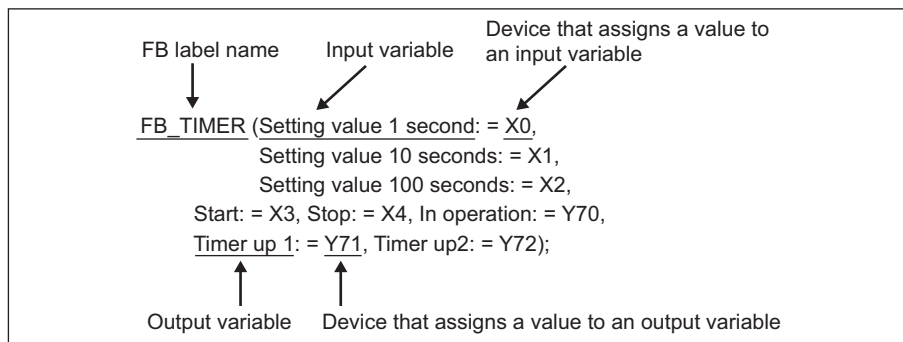 FB label name Input variable Device that assigns a value to
an input variable
FB_TIMER (Setting value 1 second: = X0,
Setting value 10 seconds: = X1,
Setting value 100 seconds: = X2,
Start: = X3, Stop: = X4, In operation: = Y70,
Timer up 1: = Y71, Timer up2: = Y72);
Output variable Device that assigns a value to an output variable